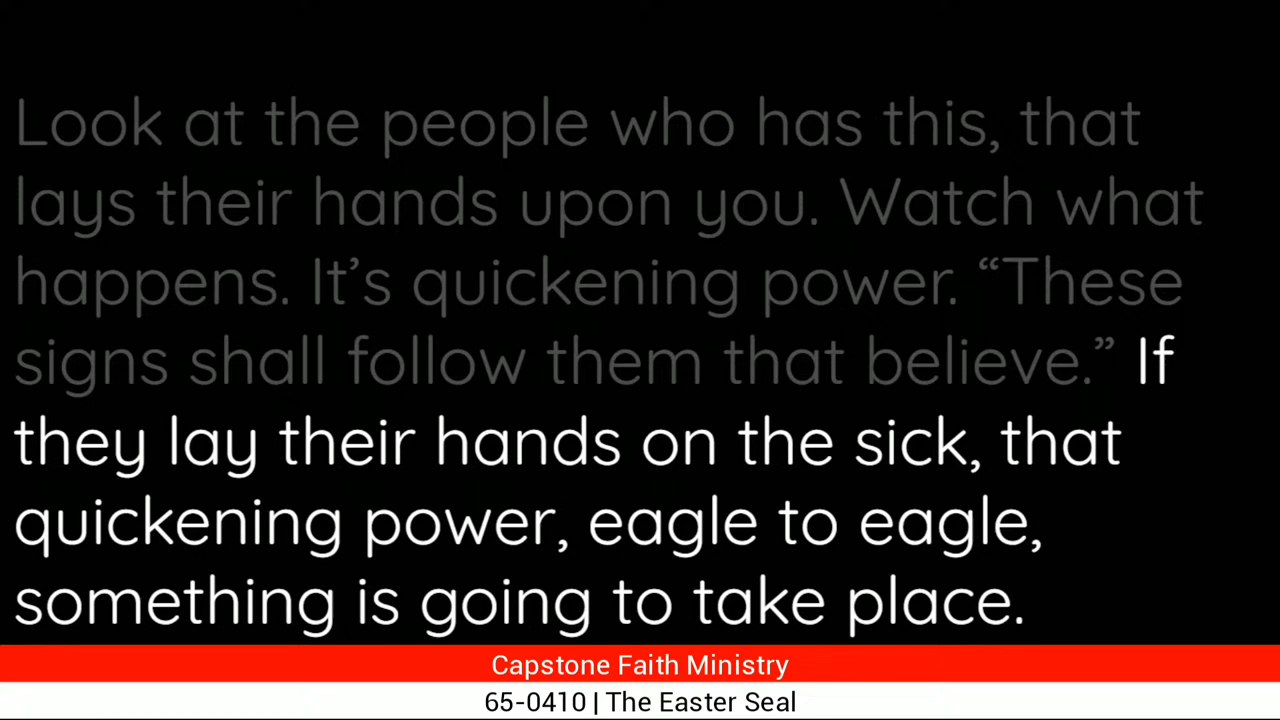 Look at the people who has this, that
lays their hands upon you. Watch what
happens. It’s quickening power. “These
signs shall follow them that believe.” If
they lay their hands on the sick, that
quickening power, eagle to eagle,
something is going to take place.
Capstone Faith Ministry
65-0410 | The Easter Seal